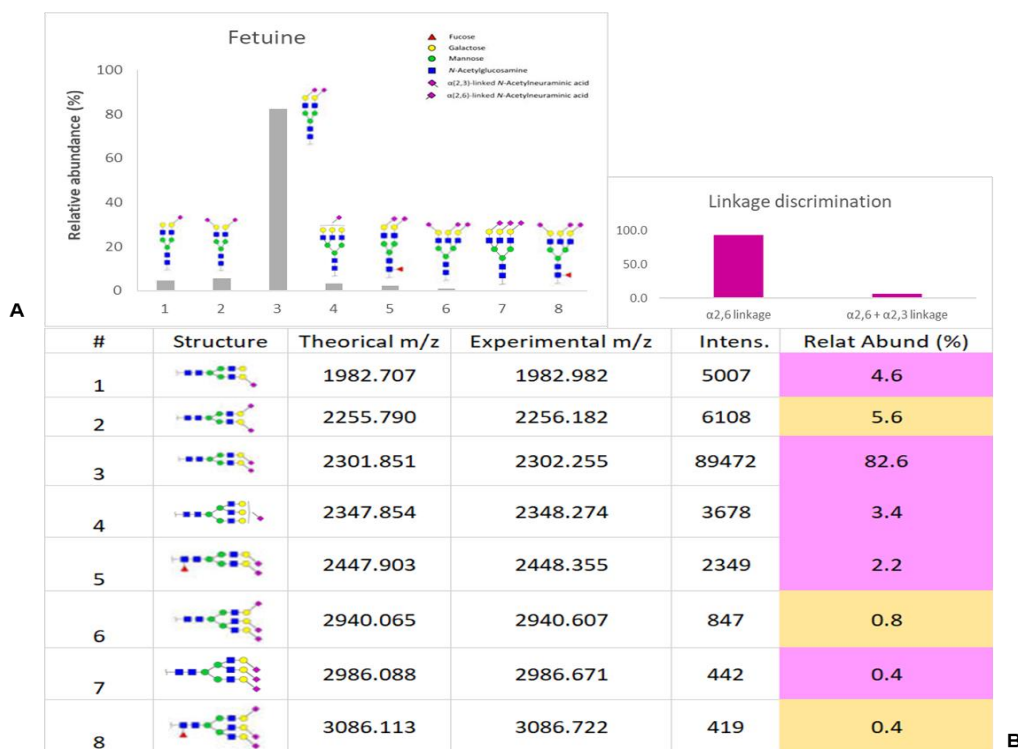 Fetuine
Fucose
Galactose
Mannose
N-Acetylglucosamine
α(2,3)-linked N-Acetylneuraminic acid
α(2,6)-linked N-Acetylneuraminic acid
Relative abundance (%)
100
80
60
40
20
0
1 2 3 4 5 6 7 8
A
Linkage discrimination
100.0
50.0
0.0
α2,6 linkage α2,6 + α2,3 linkage
# Structure Theorical m/z Experimental m/z Intens. Relat Abund (%)
1 1982.707 1982.982 5007 4.6
2 2255.790 2256.182 6108 5.6
3 2301.851 2302.255 89472 82.6
4 2347.854 2348.274 3678 3.4
5 2447.903 2448.355 2349 2.2
6 2940.065 2940.607 847 0.8
7 2986.088 2986.671 442 0.4
8 3086.113 3086.722 419 0.4
B